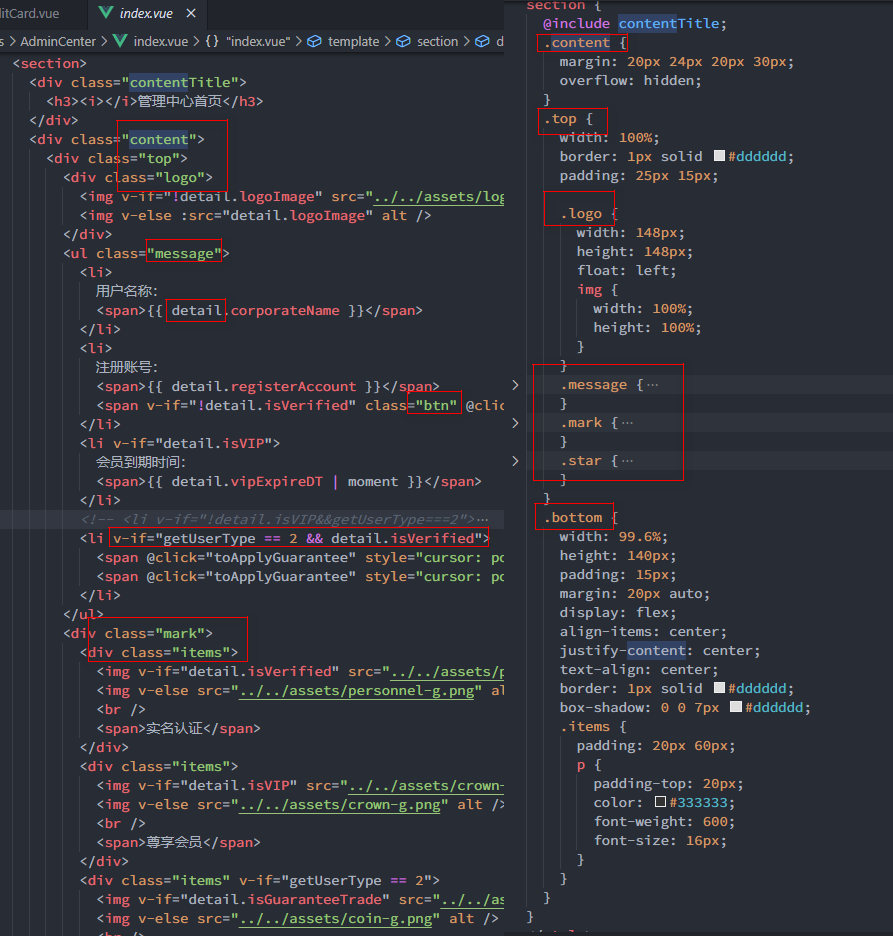 litCard.vue
index.vue
s > AdminCenter > index.vue > {} "index.vue" > template > section > d
<section>
<div class="contentTitle">
<h3><i></i>管理中心首页</h3>
</div>
<div class="content">
<div class="top">
<div class="logo">
<img v-if="!detail.logoImage" src="../../assets/log
<img v-else :src="detail.logoImage" alt />
</div>
<ul class="message">
<li>
用户名称:
<span>{{ detail.corporateName }}</span>
</li>
<li>
注册账号:
<span>{{ detail.registerAccount }}</span>
<span v-if="!detail.isVerified" class="btn" @clic
</li>
<li v-if="detail.isVIP">
会员到期时间:
<span>{{ detail.vipExpireDT | moment }}</span>
</li>
<!-- <li v-if="!detail.isVIP&&getUserType===2">…
<li v-if="getUserType == 2 && detail.isVerified">
<span @click="toApplyGuarantee" style="cursor: po
<span @click="toApplyGuarantee" style="cursor: po
</li>
</ul>
<div class="mark">
<div class="items">
<img v-if="detail.isVerified" src="../../assets/p
<img v-else src="../../assets/personnel-g.png" al
<br />
<span>实名认证</span>
</div>
<div class="items">
<img v-if="detail.isVIP" src="../../assets/crown-
<img v-else src="../../assets/crown-g.png" alt />
<br />
<span>尊享会员</span>
</div>
<div class="items" v-if="getUserType == 2">
<img v-if="detail.isGuaranteeTrade" src="../../as
<img v-else src="../../assets/coin-g.png" alt />
<br />
section {
@include contentTitle;
.content {
margin: 20px 24px 20px 30px;
overflow: hidden;
}
.top {
width: 100%;
border: 1px solid #dddddd;
padding: 25px 15px;
.logo {
width: 148px;
height: 148px;
float: left;
img {
width: 100%;
height: 100%;
}
}
.message {…
}
.mark {…
}
.star {…
}
}
.bottom {
width: 99.6%;
height: 140px;
padding: 15px;
margin: 20px auto;
display: flex;
align-items: center;
justify-content: center;
text-align: center;
border: 1px solid #dddddd;
box-shadow: 0 0 7px #dddddd;
.items {
padding: 20px 60px;
p {
padding-top: 20px;
color: #333333;
font-weight: 600;
font-size: 16px;
}
}
}
}